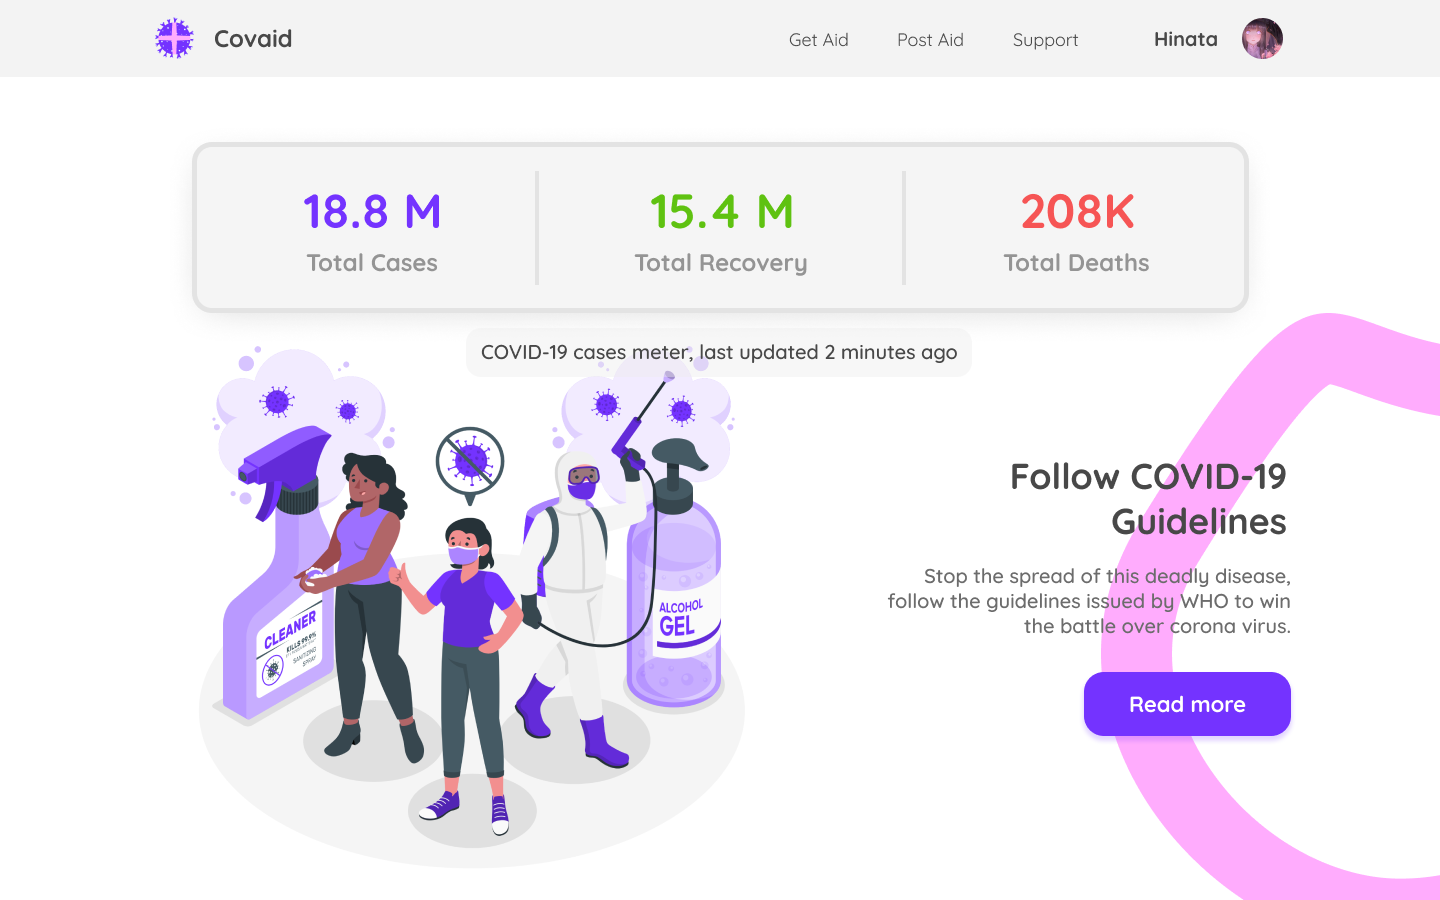 Covaid
Get Aid
Post Aid
Support
Hinata
18.8 M
15.4 M
208K
Total Cases
Total Recovery
Total Deaths
COVID-19 cases meter, last updated 2 minutes ago
CLEANER
KILLS 99.9%
SANITIZING
SPRAY
ALCOHOL
GEL
Follow COVID-19
Guidelines
Stop the spread of this deadly disease,
follow the guidelines issued by WHO to win
the battle over corona virus.
Read more